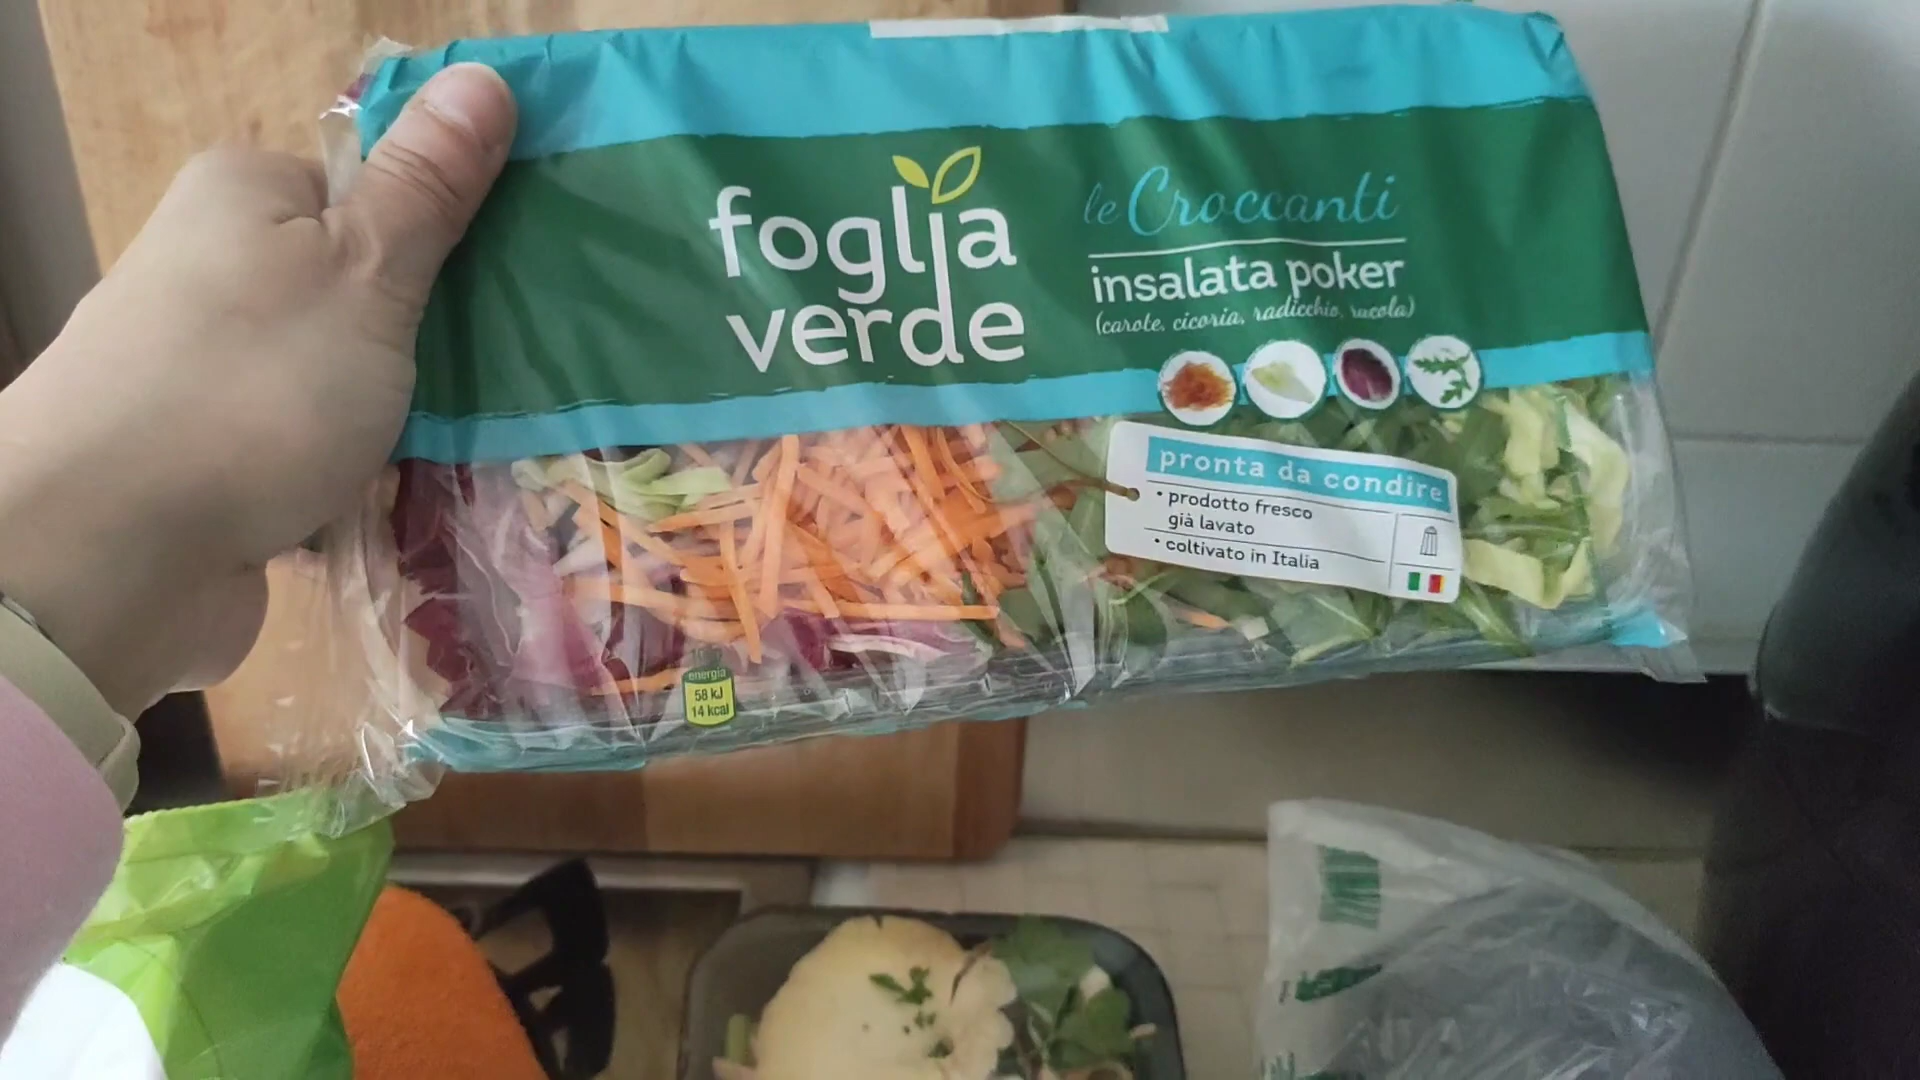 foglia
verde
le Croccanti
insalata poker
(carote, cicoria, radicchio, rucola)
pronta da condire
• prodotto fresco
già lavato
• coltivato in Italia
energia
58 kJ
14 kcal